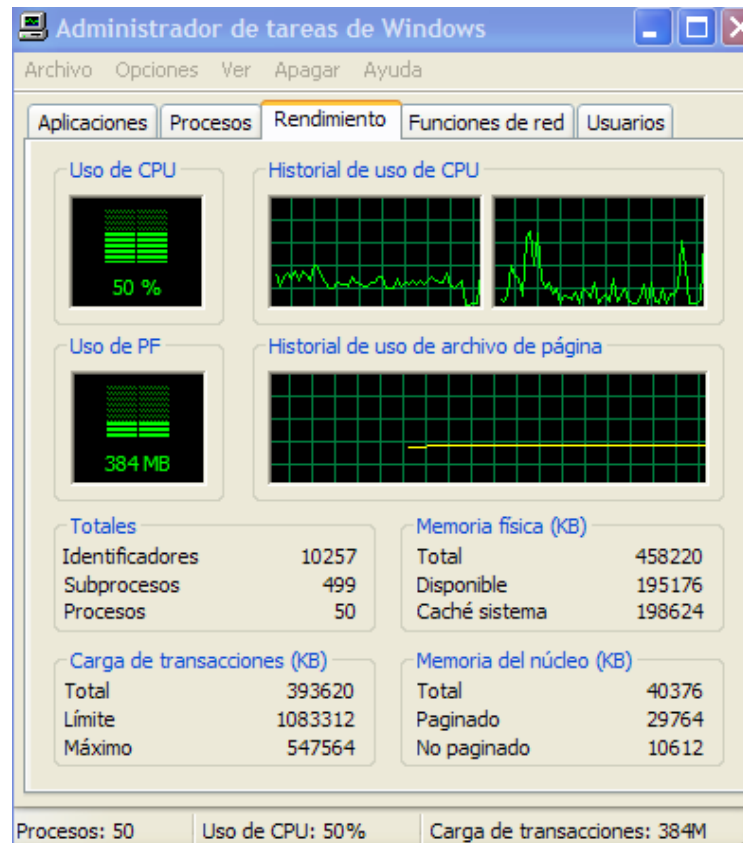 Administrador de tareas de Windows
Archivo Opciones Ver Apagar Ayuda
Aplicaciones Procesos Rendimiento Funciones de red Usuarios
Uso de CPU Historial de uso de CPU
50 %
Uso de PF Historial de uso de archivo de página
384 MB
Totales
Identificadores 10257
Subprocesos 499
Procesos 50
Memoria física (KB)
Total 458220
Disponible 195176
Caché sistema 198624
Carga de transacciones (KB)
Total 393620
Límite 1083312
Máximo 547564
Memoria del núcleo (KB)
Total 40376
Paginado 29764
No paginado 10612
Procesos: 50 Uso de CPU: 50% Carga de transacciones: 384M